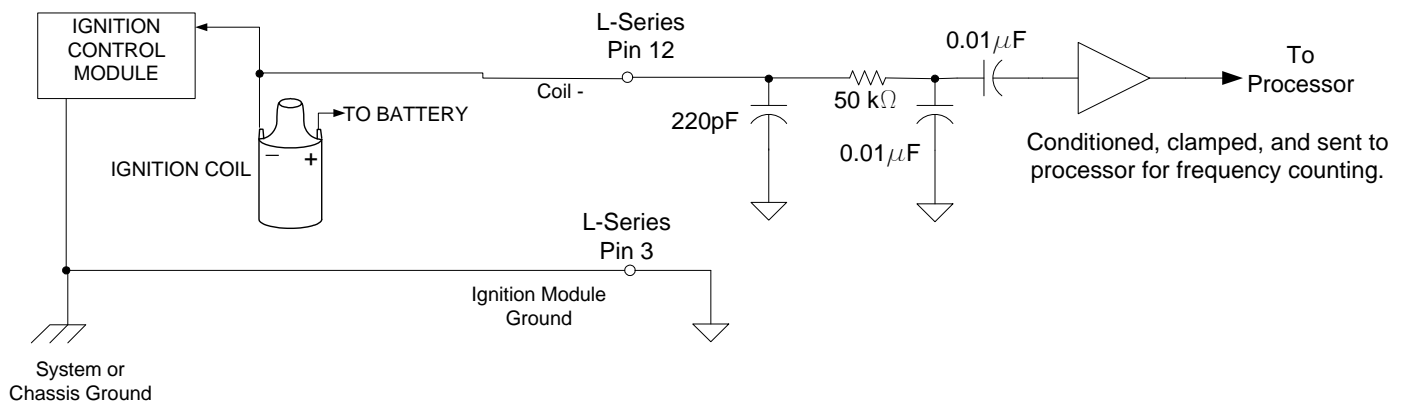 IGNITION
CONTROL
MODULE
L-Series
Pin 12
Coil -
TO BATTERY
IGNITION COIL
− +
220pF
50 kΩ
0.01μF
0.01μF
To
Processor
Conditioned, clamped, and sent to
processor for frequency counting.
L-Series
Pin 3
Ignition Module
Ground
System or
Chassis Ground